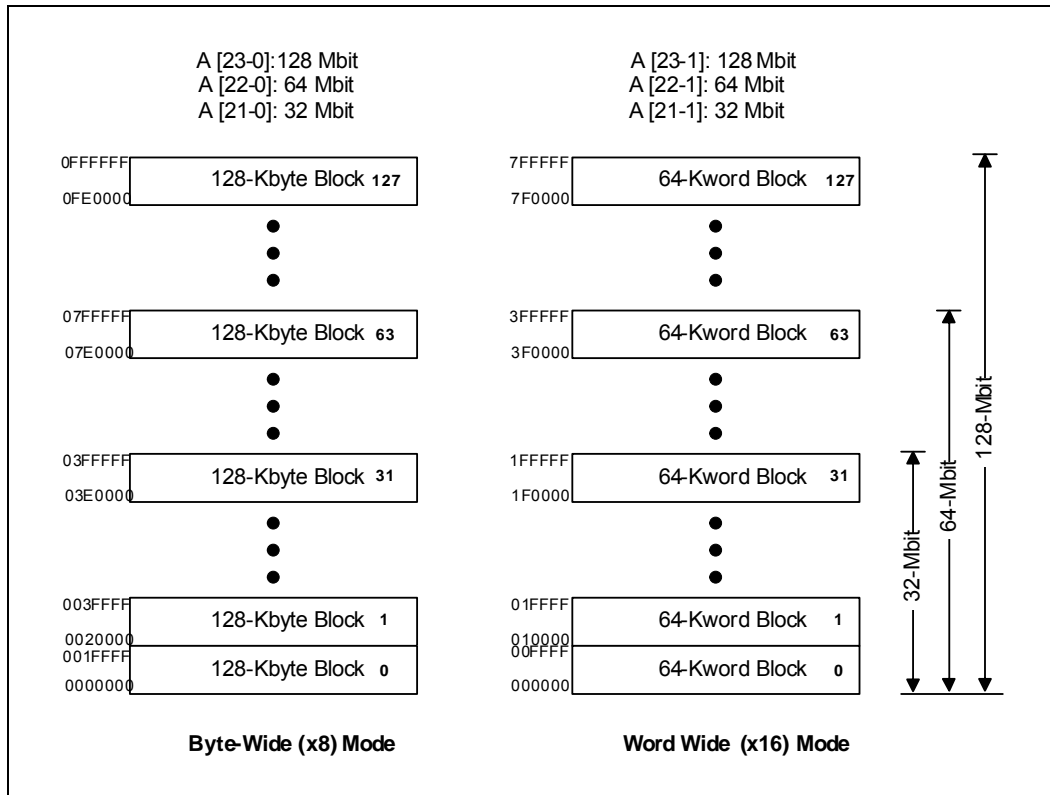 A [23-0]:128 Mbit
A [22-0]: 64 Mbit
A [21-0]: 32 Mbit
A [23-1]: 128 Mbit
A [22-1]: 64 Mbit
A [21-1]: 32 Mbit
0FFFFFF
128-Kbyte Block 127
0FE0000
7FFFFF
64-Kword Block 127
7F0000
07FFFFF
128-Kbyte Block 63
07E0000
3FFFFF
64-Kword Block 63
3F0000
03FFFFF
128-Kbyte Block 31
03E0000
1FFFFF
64-Kword Block 31
1F0000
003FFFF
128-Kbyte Block 1
0020000
001FFFF
128-Kbyte Block 0
0000000
01FFFF
64-Kword Block 1
010000
00FFFF
64-Kword Block 0
000000
32-Mbit
64-Mbit
128-Mbit
Byte-Wide (x8) Mode
Word Wide (x16) Mode